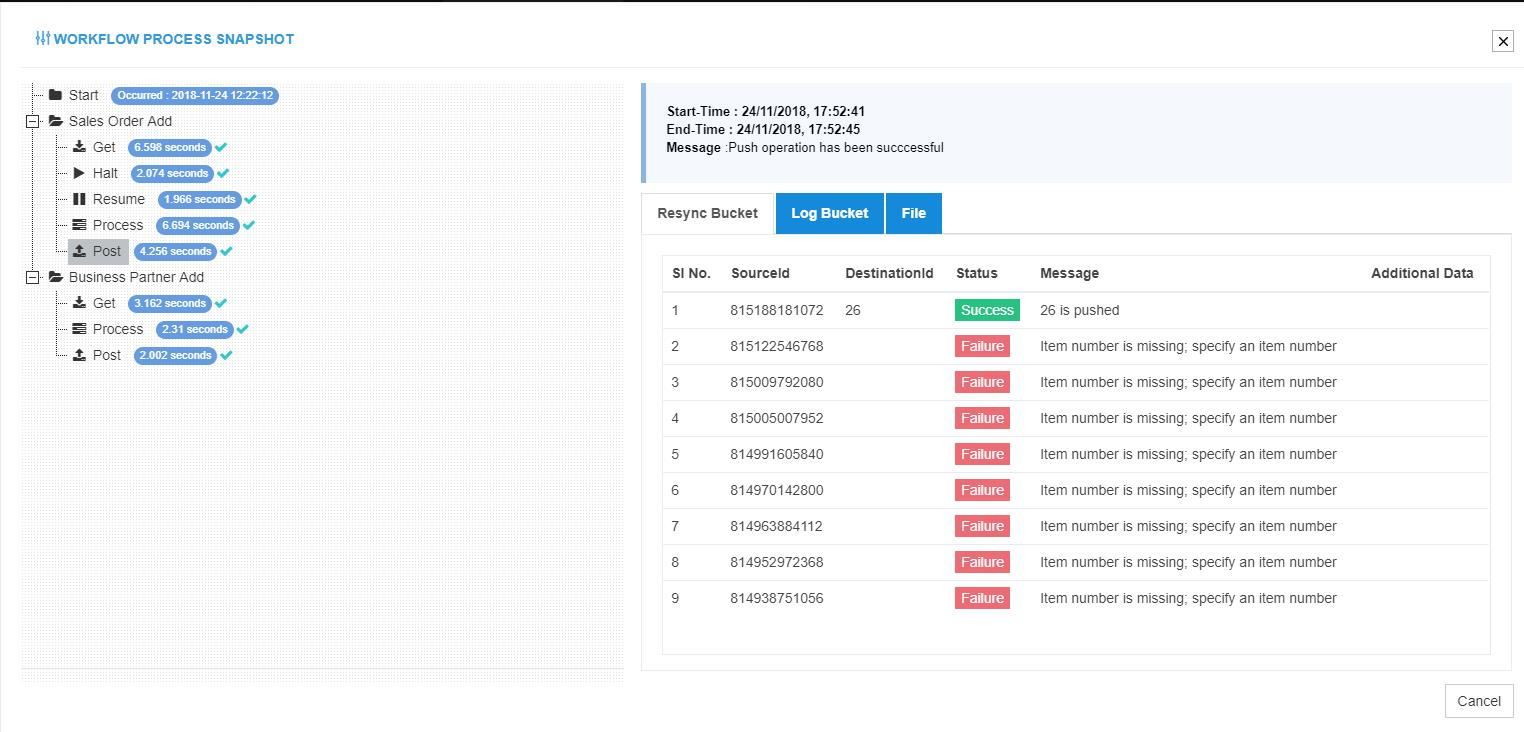 WORKFLOW PROCESS SNAPSHOT
Start Occurred : 2018-11-24 12:22:12
Sales Order Add
Get 6.598 seconds
Halt 2.074 seconds
Resume 1.966 seconds
Process 6.694 seconds
Post 4.256 seconds
Business Partner Add
Get 3.162 seconds
Process 2.31 seconds
Post 2.002 seconds
Start-Time : 24/11/2018, 17:52:41
End-Time : 24/11/2018, 17:52:45
Message :Push operation has been succcessful
Resync Bucket Log Bucket File
Sl No. SourceId DestinationId Status Message Additional Data
1 815188181072 26 Success 26 is pushed
2 815122546768 Failure Item number is missing; specify an item number
3 815009792080 Failure Item number is missing; specify an item number
4 815005007952 Failure Item number is missing; specify an item number
5 814991605840 Failure Item number is missing; specify an item number
6 814970142800 Failure Item number is missing; specify an item number
7 814963884112 Failure Item number is missing; specify an item number
8 814952972368 Failure Item number is missing; specify an item number
9 814938751056 Failure Item number is missing; specify an item number
Cancel